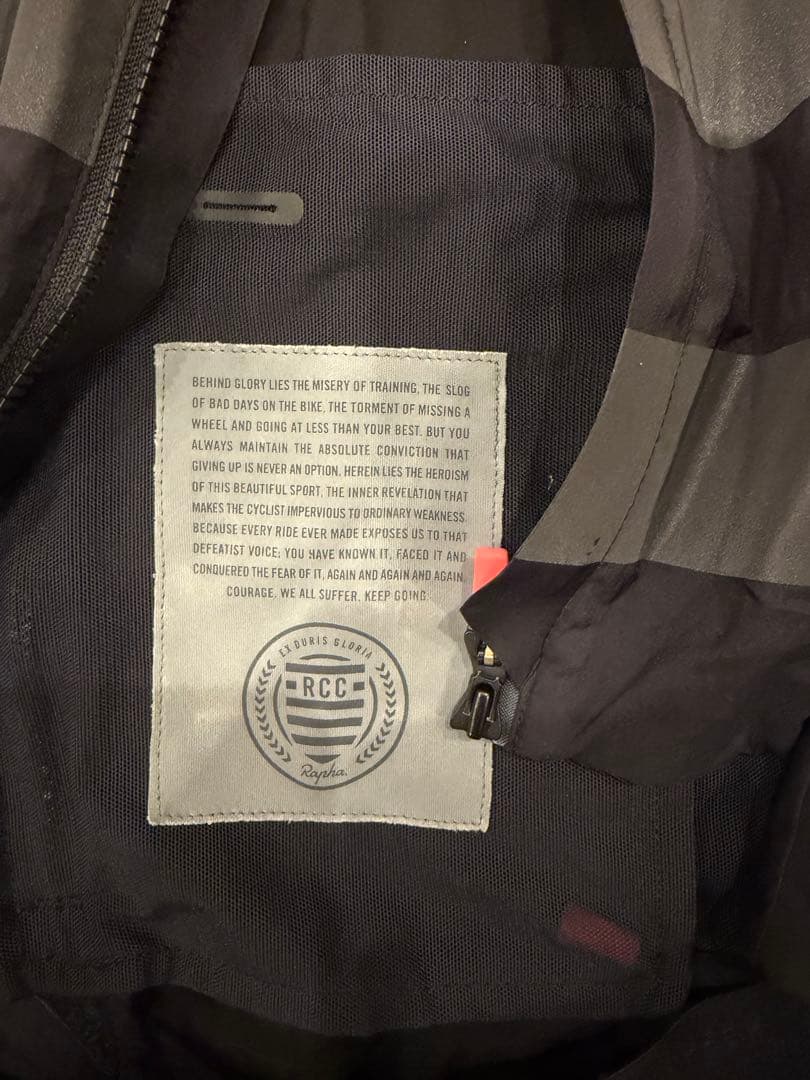 BEHIND GLORY LIES THE MISERY OF TRAINING, THE SLOG
OF BAD DAYS ON THE BIKE, THE TORMENT OF MISSING A
WHEEL AND GOING AT LESS THAN YOUR BEST. BUT YOU
ALWAYS MAINTAIN THE ABSOLUTE CONVICTION THAT
GIVING UP IS NEVER AN OPTION. HEREIN LIES THE HEROISM
OF THIS BEAUTIFUL SPORT, THE INNER REVELATION THAT
MAKES THE CYCLIST IMPERVIOUS TO ORDINARY WEAKNESS
BECAUSE EVERY RIDE EVER MADE EXPOSES US TO THAT
DEFEATIST VOICE; YOU HAVE KNOWN IT, FACED IT AND
CONQUERED THE FEAR OF IT, AGAIN AND AGAIN AND AGAIN.
COURAGE. WE ALL SUFFER. KEEP GOING.
EX DURIS GLORIA
RCC
Rapha.